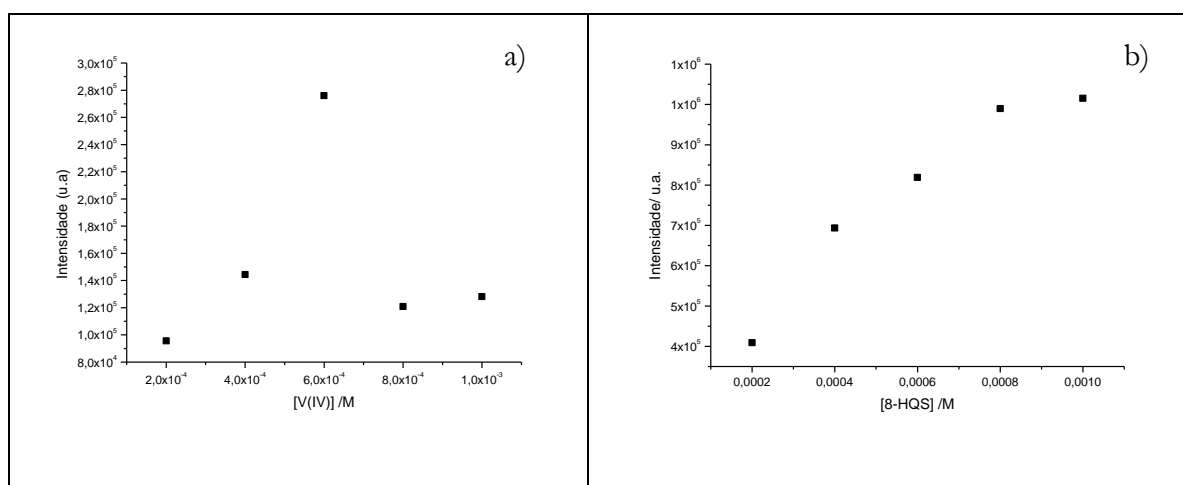 a)
3,0x10⁵
2,8x10⁵
2,6x10⁵
2,4x10⁵
2,2x10⁵
2,0x10⁵
1,8x10⁵
1,6x10⁵
1,4x10⁵
1,2x10⁵
1,0x10⁵
8,0x10⁴
Intensidade (u.a)
2,0x10⁻⁴ 4,0x10⁻⁴ 6,0x10⁻⁴ 8,0x10⁻⁴ 1,0x10⁻³
[V(IV)] /M
b)
1x10⁶
1x10⁶
9x10⁵
8x10⁵
7x10⁵
6x10⁵
5x10⁵
4x10⁵
Intensidade/ u.a.
0,0002 0,0004 0,0006 0,0008 0,0010
[8-HQS] /M